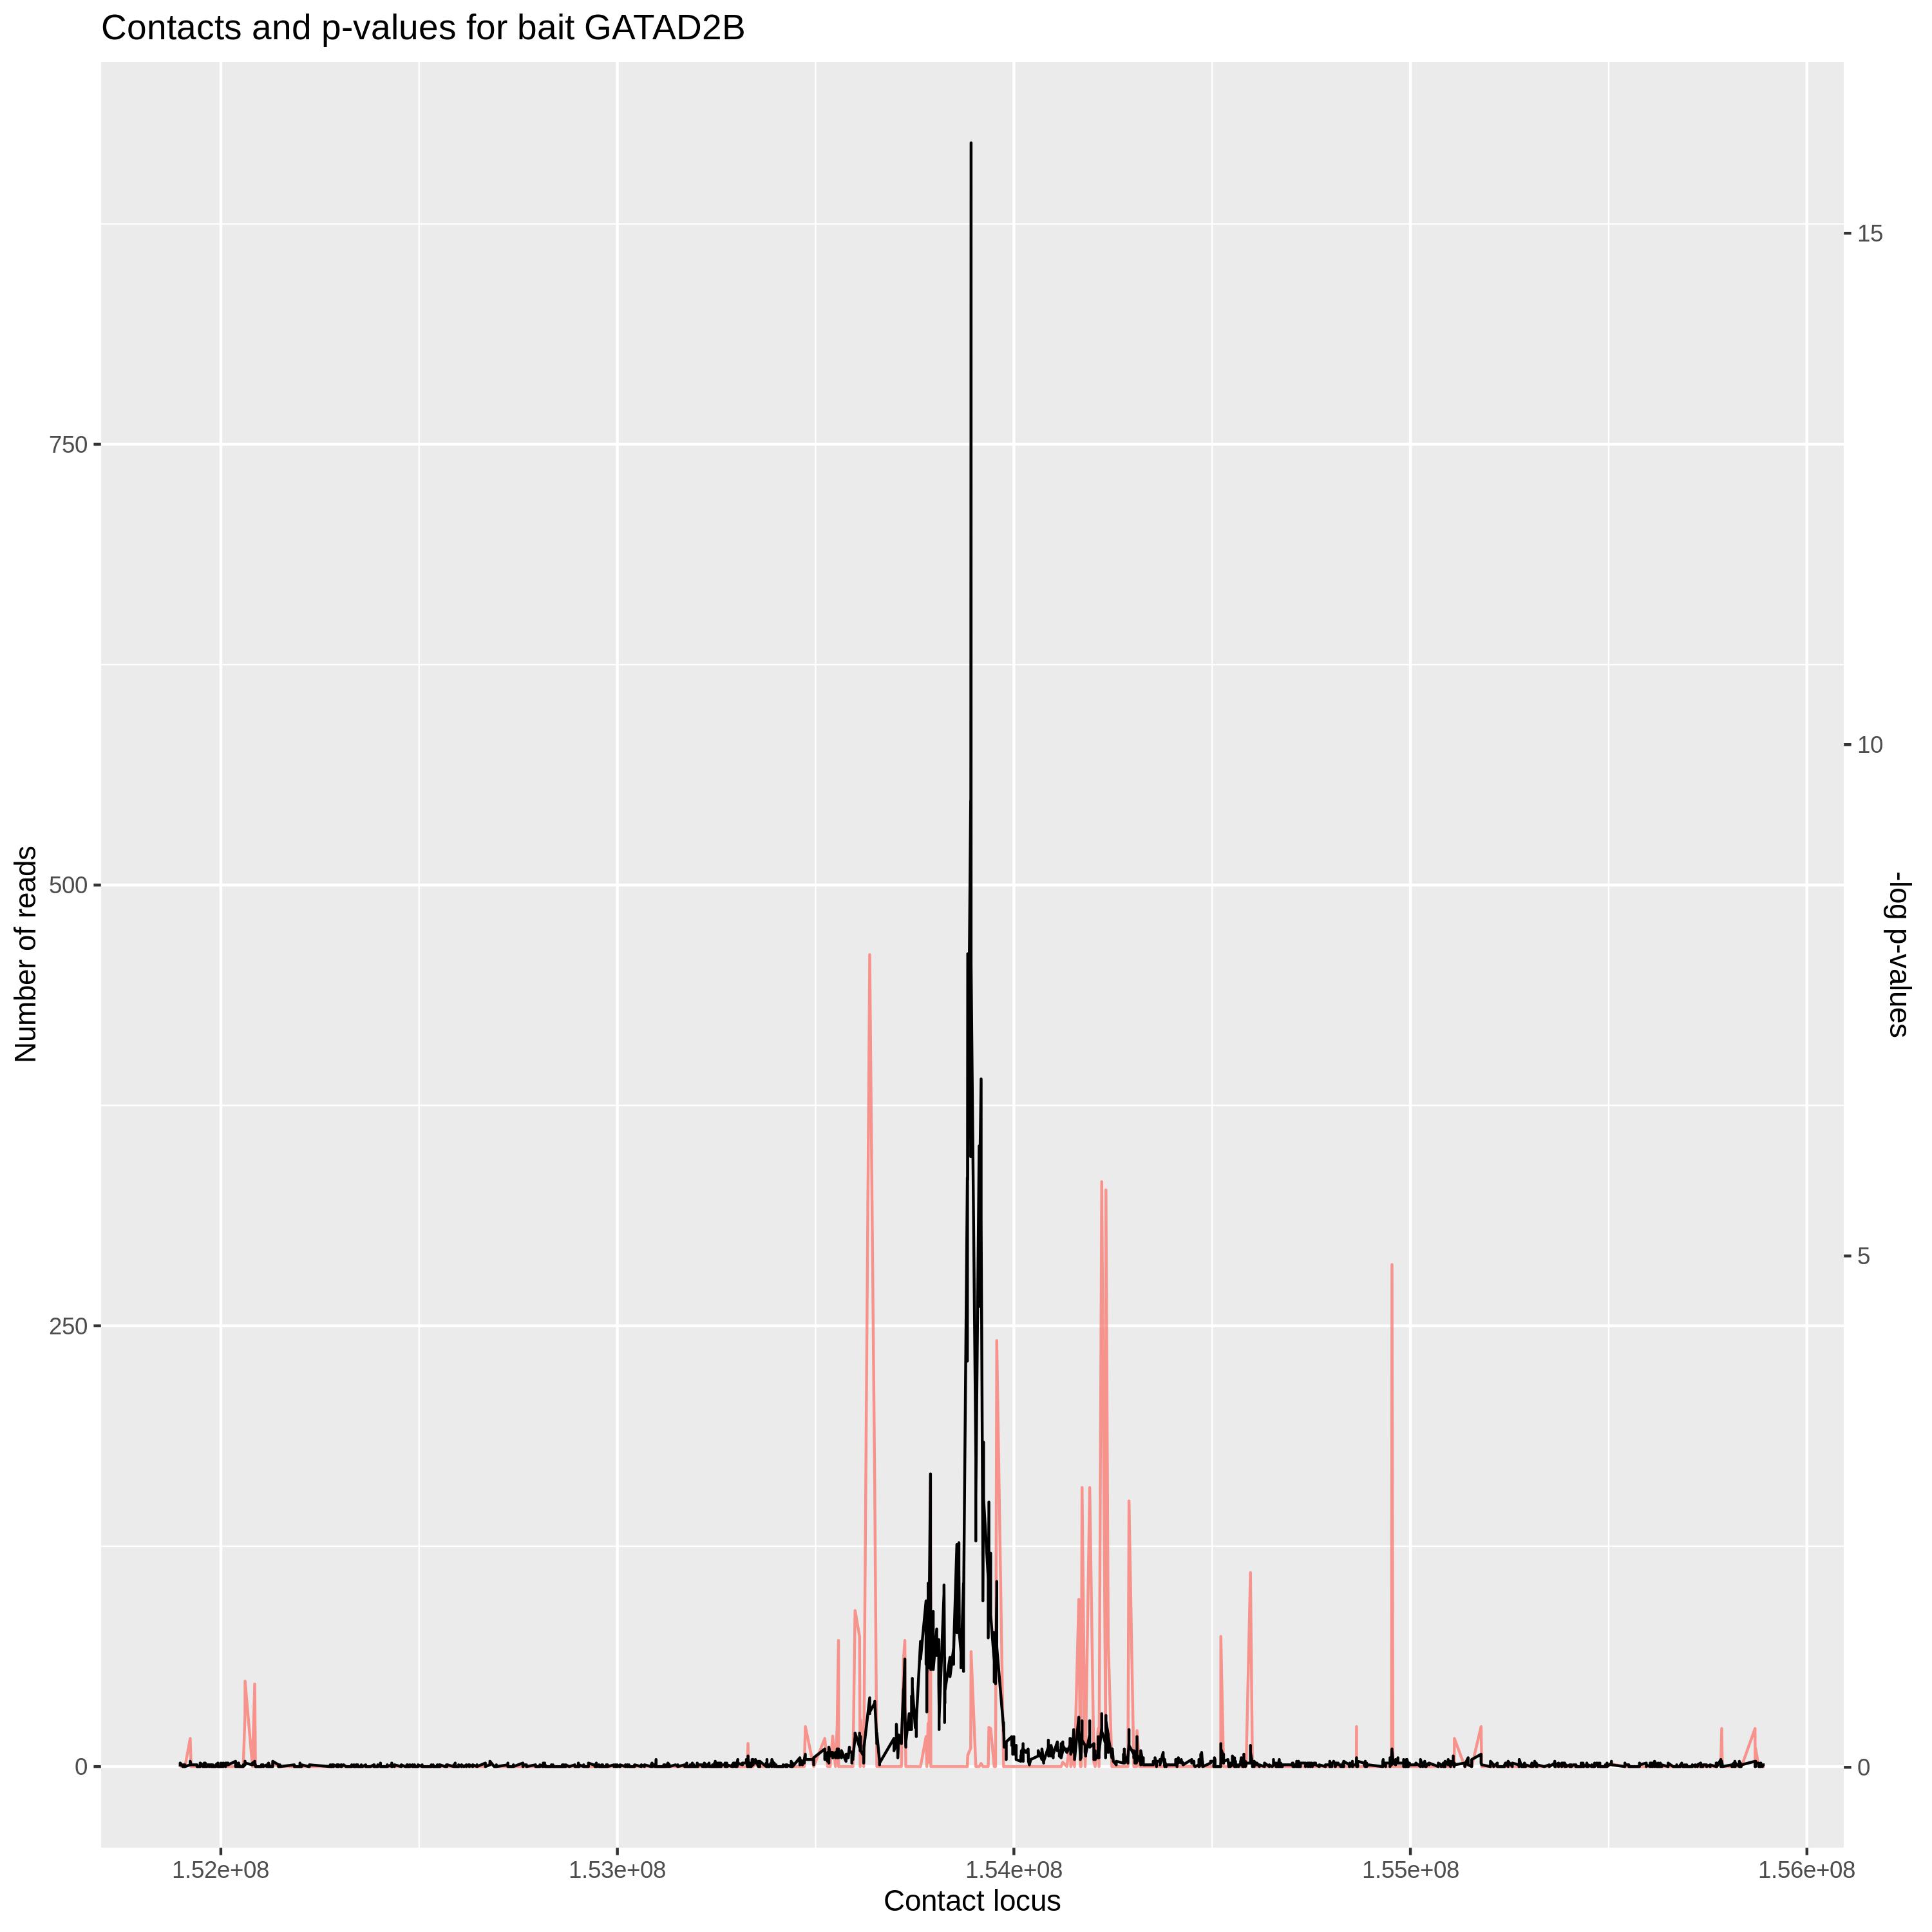 Contacts and p-values for bait GATAD2B
Number of reads
750
500
250
0
15
10
5
0
-log p-values
1.52e+08
1.53e+08
1.54e+08
1.55e+08
1.56e+08
Contact locus